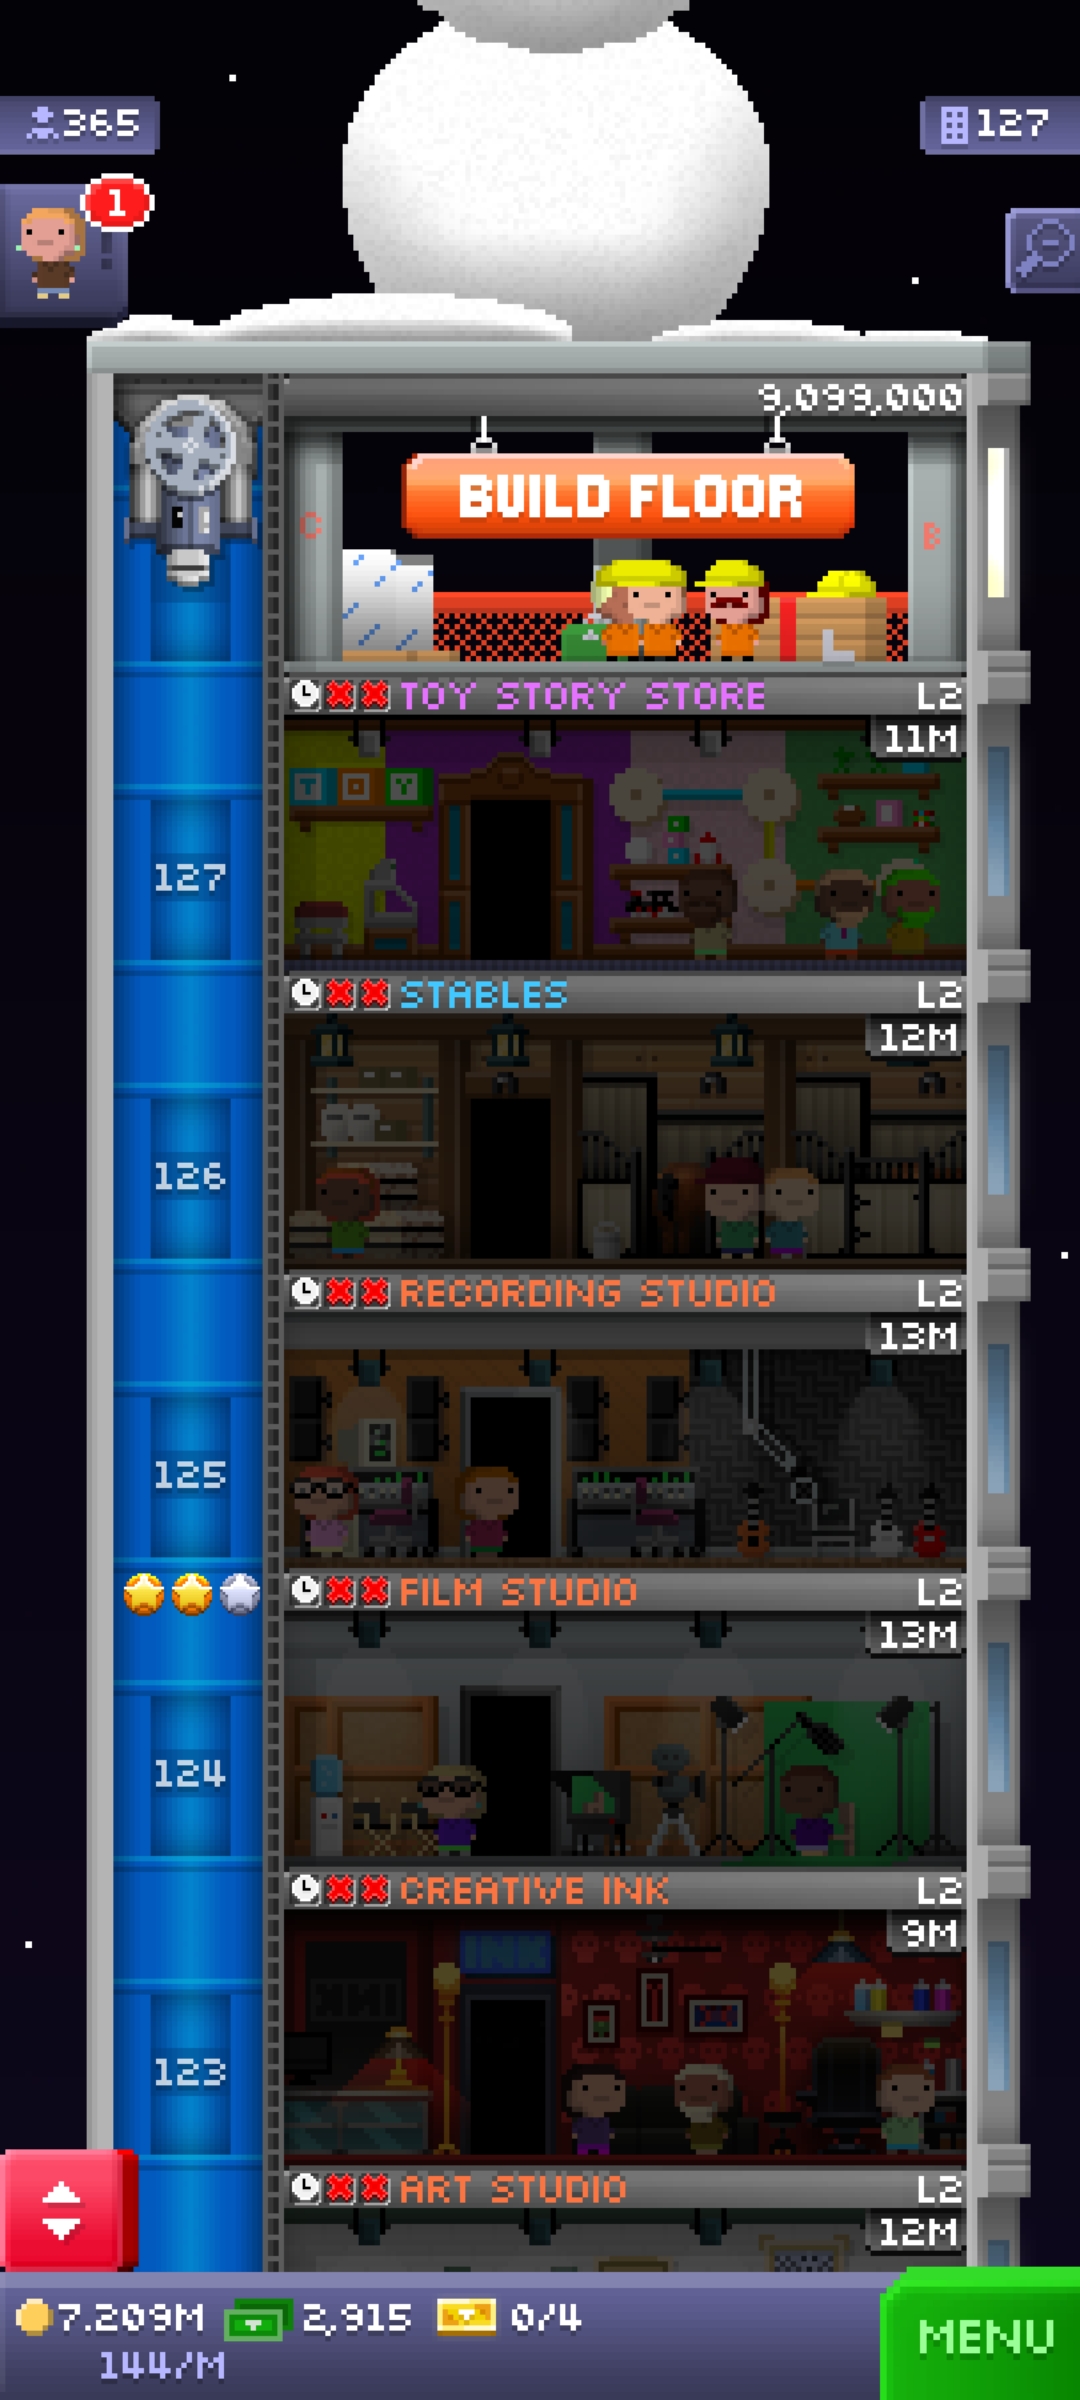 365
127
1
9,099,000
BUILD FLOOR
C
B
TOY STORY STORE L2
11M
T O Y
127
STABLES L2
12M
126
RECORDING STUDIO L2
13M
125
FILM STUDIO L2
13M
124
CREATIVE INK L2
9M
INK
INK
123
ART STUDIO L2
12M
7.209M 2,915 0/4
144/M
MENU